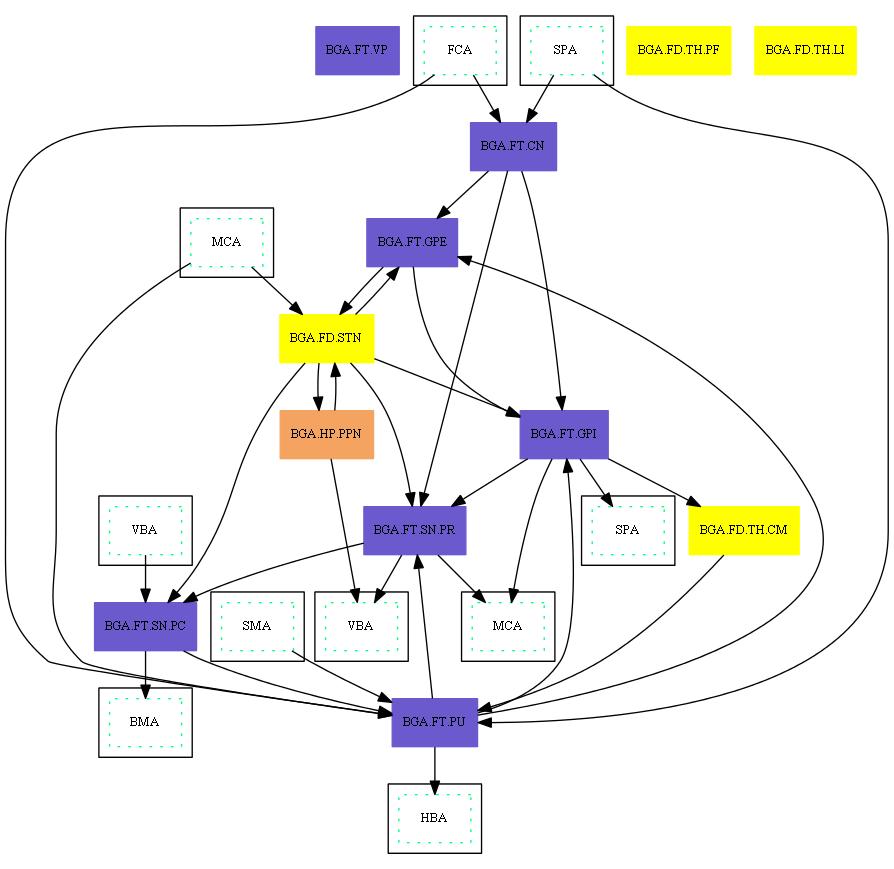 BGA.FT.VP
FCA
SPA
BGA.FD.TH.PF
BGA.FD.TH.LI
BGA.FT.CN
MCA
BGA.FT.GPE
BGA.FD.STN
BGA.HP.PPN
BGA.FT.GPI
VBA
BGA.FT.SN.PR
SPA
BGA.FD.TH.CM
BGA.FT.SN.PC
SMA
VBA
MCA
BMA
BGA.FT.PU
HBA